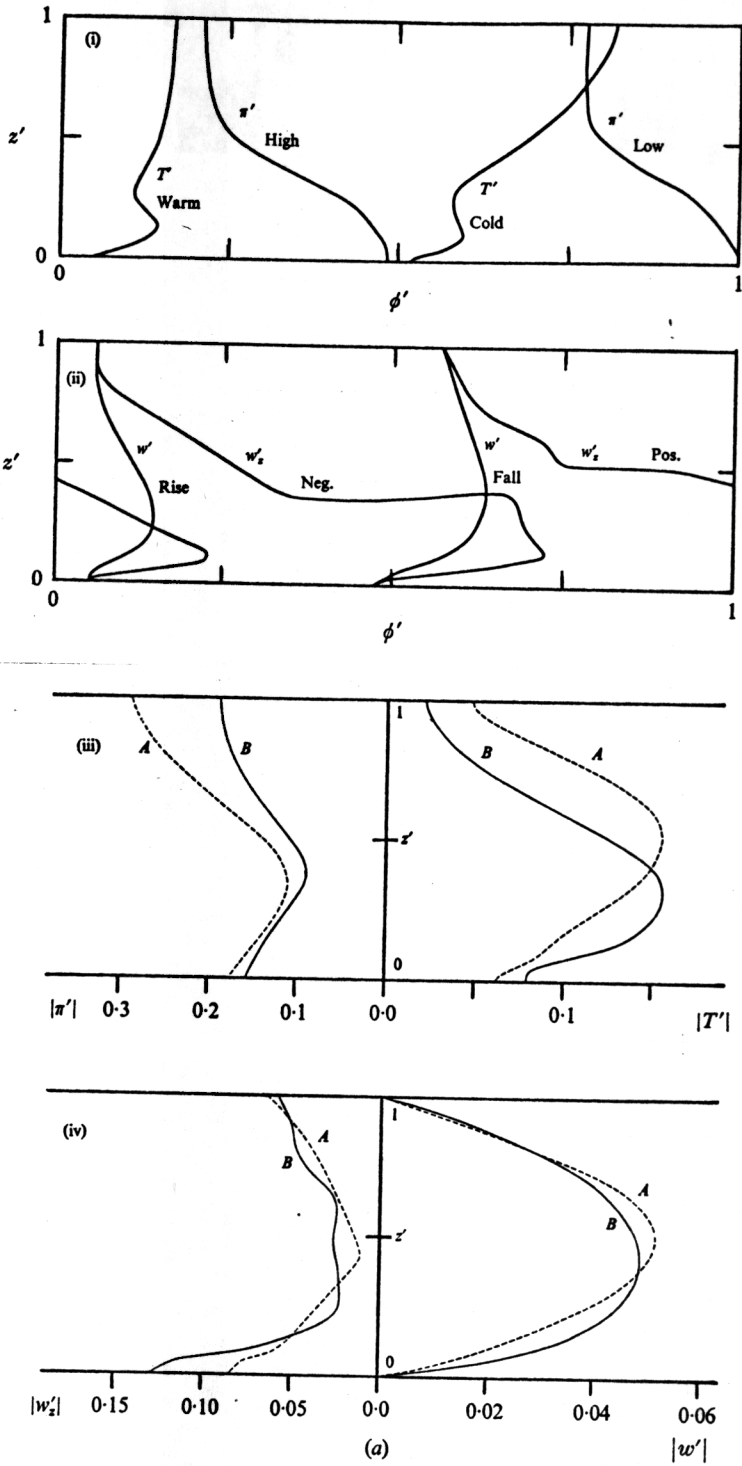 1
(i)
π′
High
π′
Low
z′
T′
Warm
T′
Cold
0
0
1
ϕ′
1
(ii)
w′
w′z
w′
w′z
Pos.
z′
Rise
Neg.
Fall
0
0
1
ϕ′
(iii)
A
B
1
B
A
z′
0
|π′| 0·3 0·2 0·1 0·0 0·1 |T′|
(iv)
1
A
B
A
B
z′
0
|w′z| 0·15 0·10 0·05 0·0 0·02 0·04 0·06
(a)
|w′|